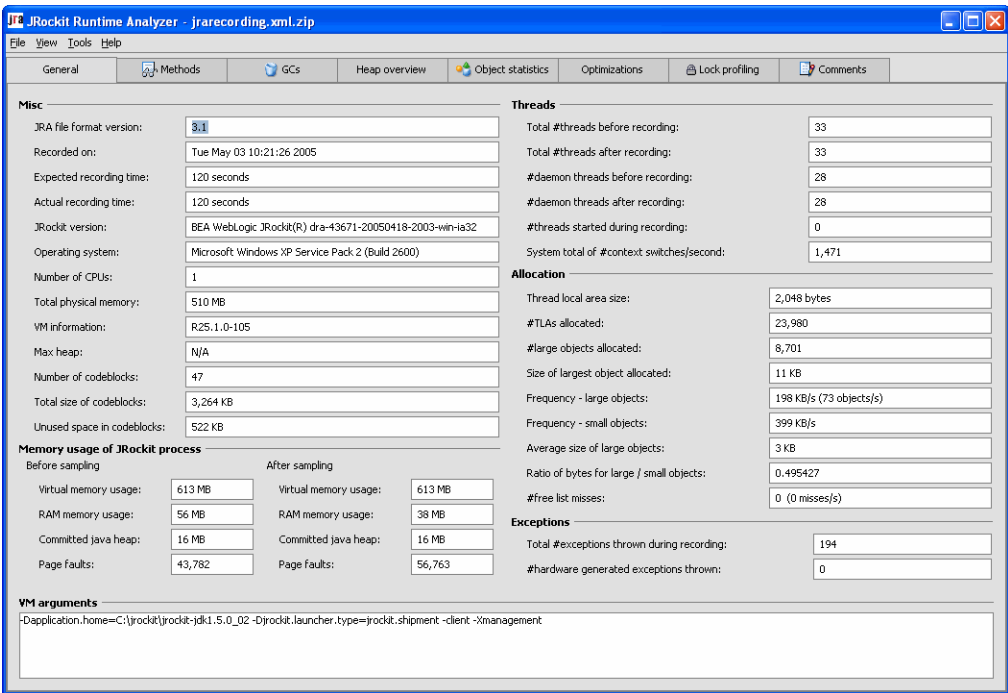 jra JRockit Runtime Analyzer - jrarecording.xml.zip
File View Tools Help
General Methods GCs Heap overview Object statistics Optimizations Lock profiling Comments
Misc
JRA file format version: 3.1
Recorded on: Tue May 03 10:21:26 2005
Expected recording time: 120 seconds
Actual recording time: 120 seconds
JRockit version: BEA WebLogic JRockit(R) dra-43671-20050418-2003-win-ia32
Operating system: Microsoft Windows XP Service Pack 2 (Build 2600)
Number of CPUs: 1
Total physical memory: 510 MB
VM information: R25.1.0-105
Max heap: N/A
Number of codeblocks: 47
Total size of codeblocks: 3,264 KB
Unused space in codeblocks: 522 KB
Memory usage of JRockit process
Before sampling After sampling
Virtual memory usage: 613 MB Virtual memory usage: 613 MB
RAM memory usage: 56 MB RAM memory usage: 38 MB
Committed java heap: 16 MB Committed java heap: 16 MB
Page faults: 43,782 Page faults: 56,763
Threads
Total #threads before recording: 33
Total #threads after recording: 33
#daemon threads before recording: 28
#daemon threads after recording: 28
#threads started during recording: 0
System total of #context switches/second: 1,471
Allocation
Thread local area size: 2,048 bytes
#TLAs allocated: 23,980
#large objects allocated: 8,701
Size of largest object allocated: 11 KB
Frequency - large objects: 198 KB/s (73 objects/s)
Frequency - small objects: 399 KB/s
Average size of large objects: 3 KB
Ratio of bytes for large / small objects: 0.495427
#free list misses: 0 (0 misses/s)
Exceptions
Total #exceptions thrown during recording: 194
#hardware generated exceptions thrown: 0
VM arguments
-Dapplication.home=C:\jrockit\jrockit-jdk1.5.0_02 -Djrockit.launcher.type=jrockit.shipment -client -Xmanagement